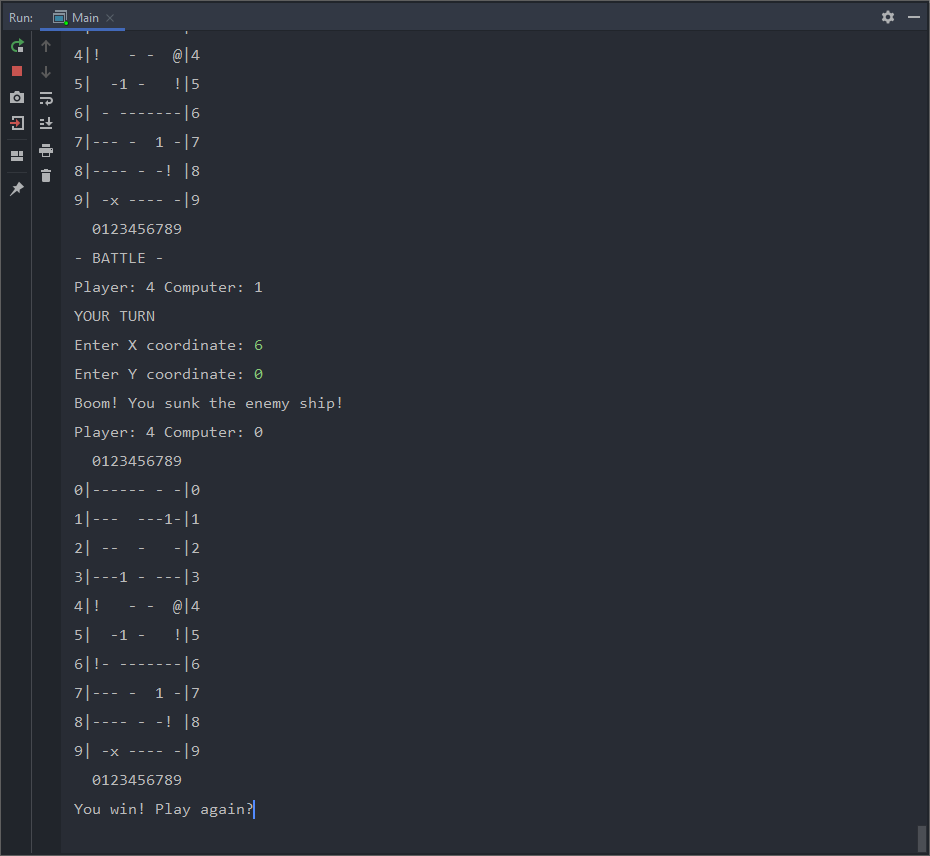 Run: Main
4|!   - -  @|4
5|  -1 -   !|5
6| - -------|6
7|--- -  1 -|7
8|---- - -! |8
9| -x ---- -|9
  0123456789
- BATTLE -
Player: 4 Computer: 1
YOUR TURN
Enter X coordinate: 6
Enter Y coordinate: 0
Boom! You sunk the enemy ship!
Player: 4 Computer: 0
  0123456789
0|------ - -|0
1|---  ---1-|1
2| --  -   -|2
3|---1 - ---|3
4|!   - -  @|4
5|  -1 -   !|5
6|!- -------|6
7|--- -  1 -|7
8|---- - -! |8
9| -x ---- -|9
  0123456789
You win! Play again?